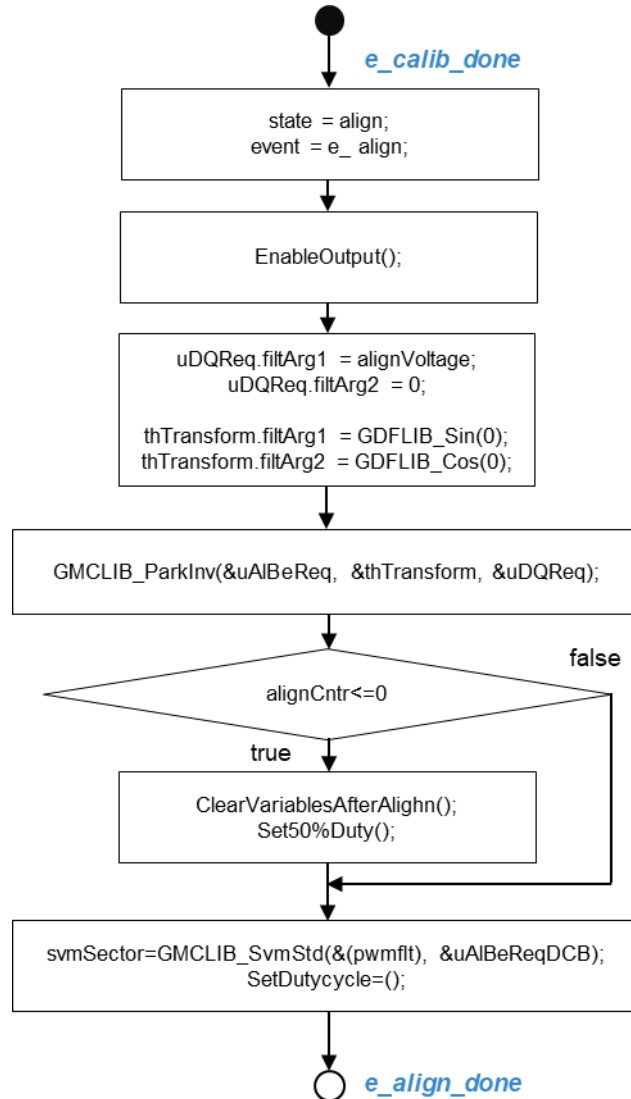 e_calib_done
state = align;
event = e_ align;
EnableOutput();
uDQReq.filtArg1 = alignVoltage;
uDQReq.filtArg2 = 0;
thTransform.filtArg1 = GDFLIB_Sin(0);
thTransform.filtArg2 = GDFLIB_Cos(0);
GMCLIB_ParkInv(&uAlBeReq, &thTransform, &uDQReq);
false
alignCntr<=0
true
ClearVariablesAfterAlighn();
Set50%Duty();
svmSector=GMCLIB_SvmStd(&(pwmflt), &uAlBeReqDCB);
SetDutycycle=();
e_align_done